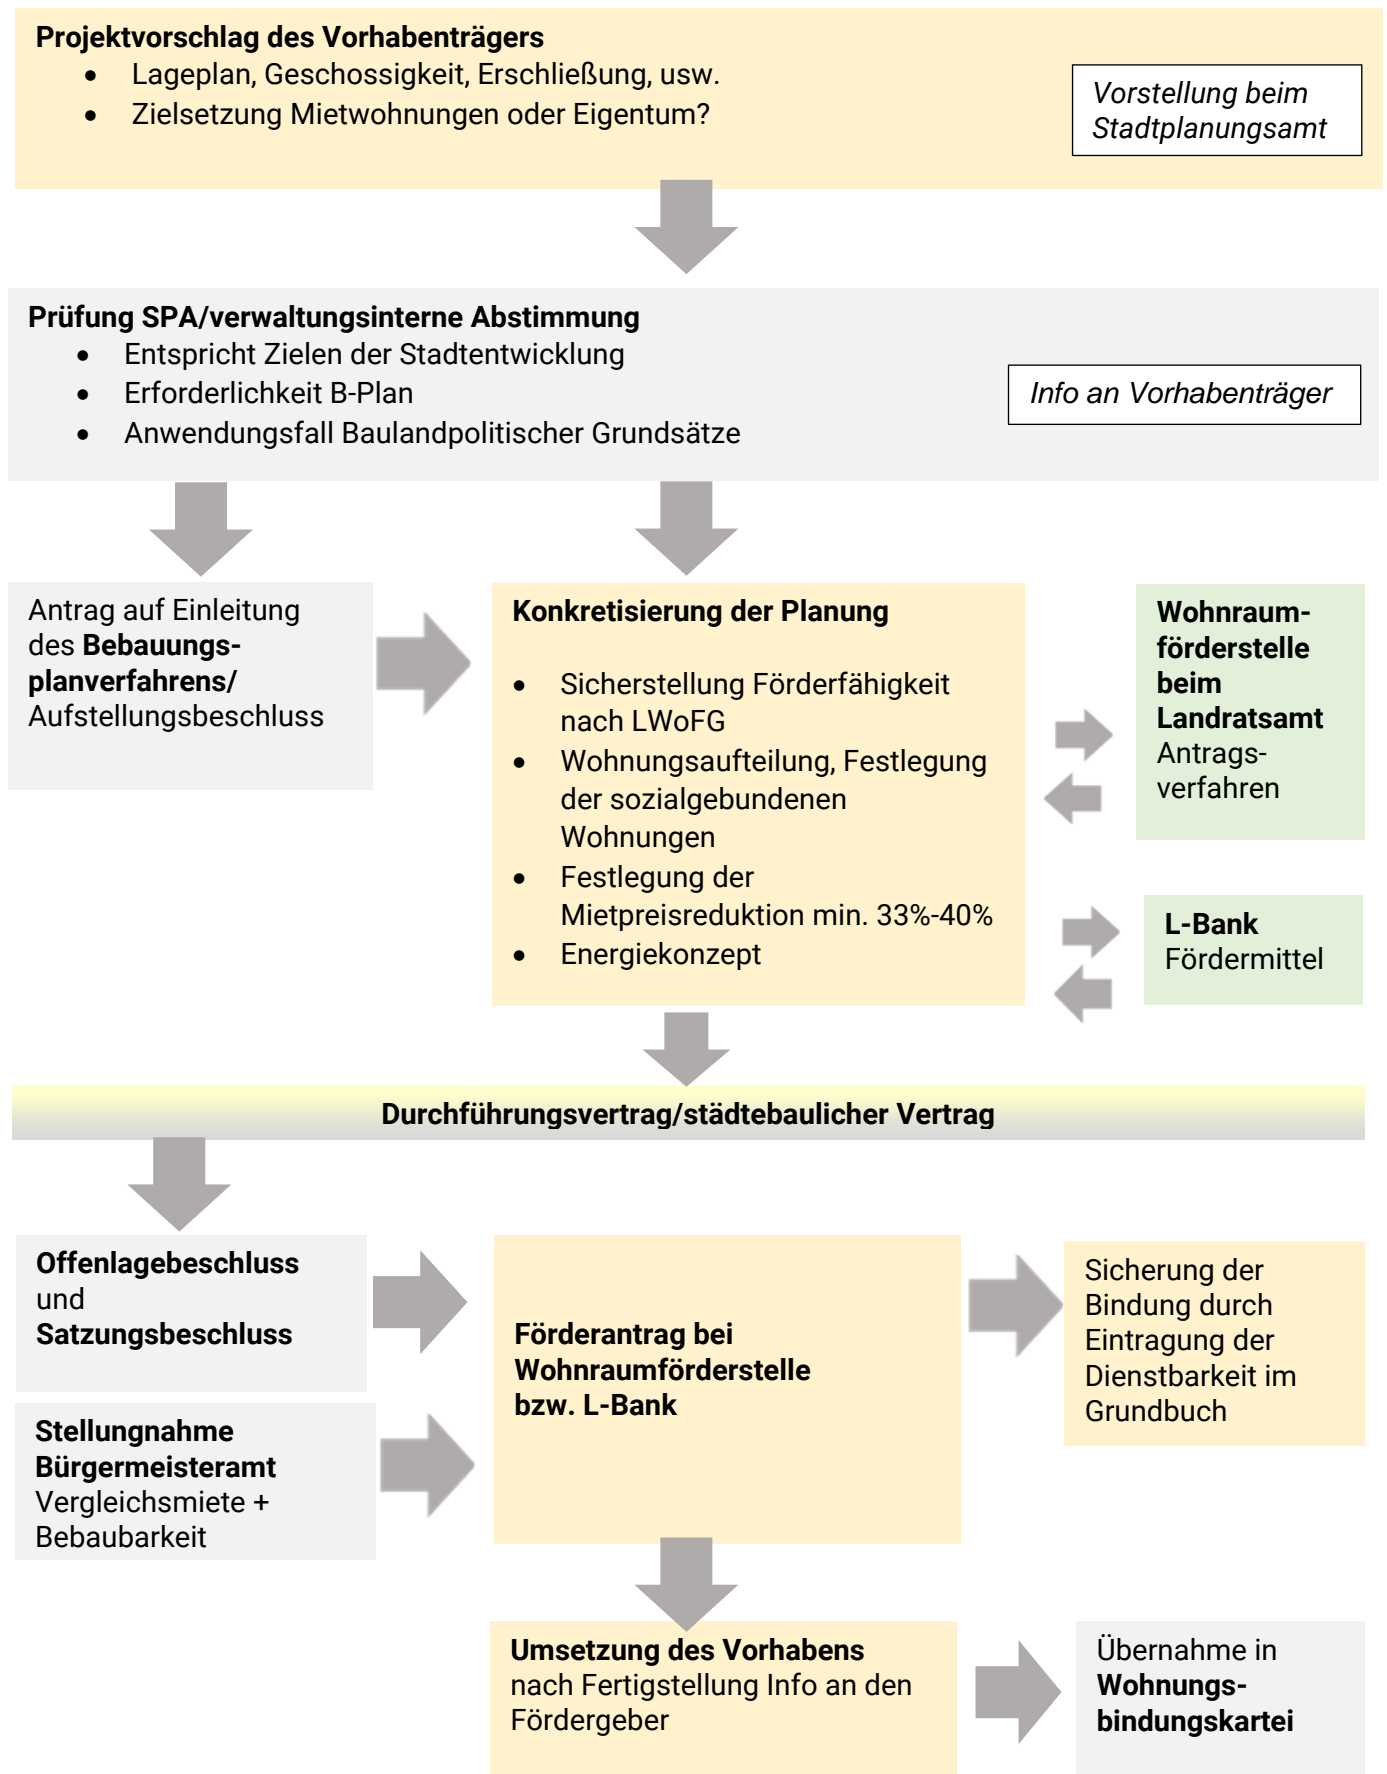 Projektvorschlag des Vorhabenträgers
• Lageplan, Geschossigkeit, Erschließung, usw.
• Zielsetzung Mietwohnungen oder Eigentum?
Vorstellung beim
Stadtplanungsamt
Prüfung SPA/verwaltungsinterne Abstimmung
• Entspricht Zielen der Stadtentwicklung
• Erforderlichkeit B-Plan
• Anwendungsfall Baulandpolitischer Grundsätze
Info an Vorhabenträger
Antrag auf Einleitung
des Bebauungs-
planverfahrens/
Aufstellungsbeschluss
Konkretisierung der Planung
• Sicherstellung Förderfähigkeit
nach LWoFG
• Wohnungsaufteilung, Festlegung
der sozialgebundenen
Wohnungen
• Festlegung der
Mietpreisreduktion min. 33%-40%
• Energiekonzept
Wohnraum-
förderstelle
beim
Landratsamt
Antrags-
verfahren
L-Bank
Fördermittel
Durchführungsvertrag/städtebaulicher Vertrag
Offenlagebeschluss
und
Satzungsbeschluss
Stellungnahme
Bürgermeisteramt
Vergleichsmiete +
Bebaubarkeit
Förderantrag bei
Wohnraumförderstelle
bzw. L-Bank
Sicherung der
Bindung durch
Eintragung der
Dienstbarkeit im
Grundbuch
Umsetzung des Vorhabens
nach Fertigstellung Info an den
Fördergeber
Übernahme in
Wohnungs-
bindungskartei